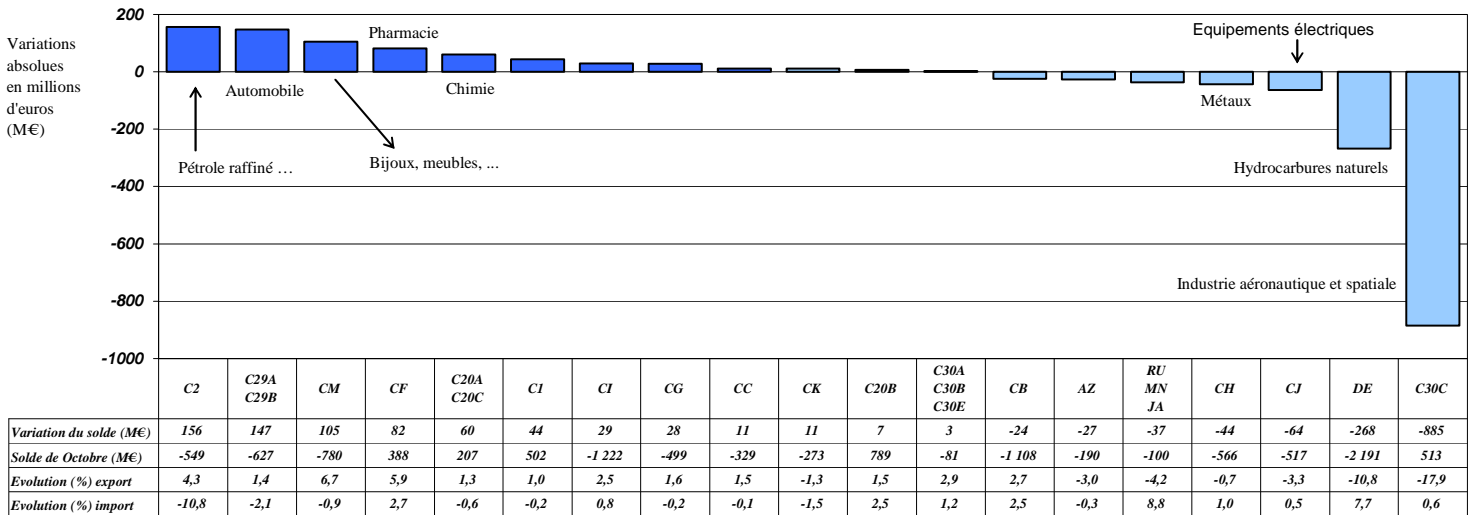 Variations
absolues
en millions
d'euros
(M€)
200
0
-200
-400
-600
-800
-1000
Pharmacie
Equipements électriques
Automobile
Chimie
Métaux
Pétrole raffiné …
Bijoux, meubles, ...
Hydrocarbures naturels
Industrie aéronautique et spatiale
C2 C29A C29B CM CF C20A C20C C1 CI CG CC CK C20B C30A C30B C30E CB AZ RU MN JA CH CJ DE C30C
Variation du solde (M€) 156 147 105 82 60 44 29 28 11 11 7 3 -24 -27 -37 -44 -64 -268 -885
Solde de Octobre (M€) -549 -627 -780 388 207 502 -1 222 -499 -329 -273 789 -81 -1 108 -190 -100 -566 -517 -2 191 513
Evolution (%) export 4,3 1,4 6,7 5,9 1,3 1,0 2,5 1,6 1,5 -1,3 1,5 2,9 2,7 -3,0 -4,2 -0,7 -3,3 -10,8 -17,9
Evolution (%) import -10,8 -2,1 -0,9 2,7 -0,6 -0,2 0,8 -0,2 -0,1 -1,5 2,5 1,2 2,5 -0,3 8,8 1,0 0,5 7,7 0,6